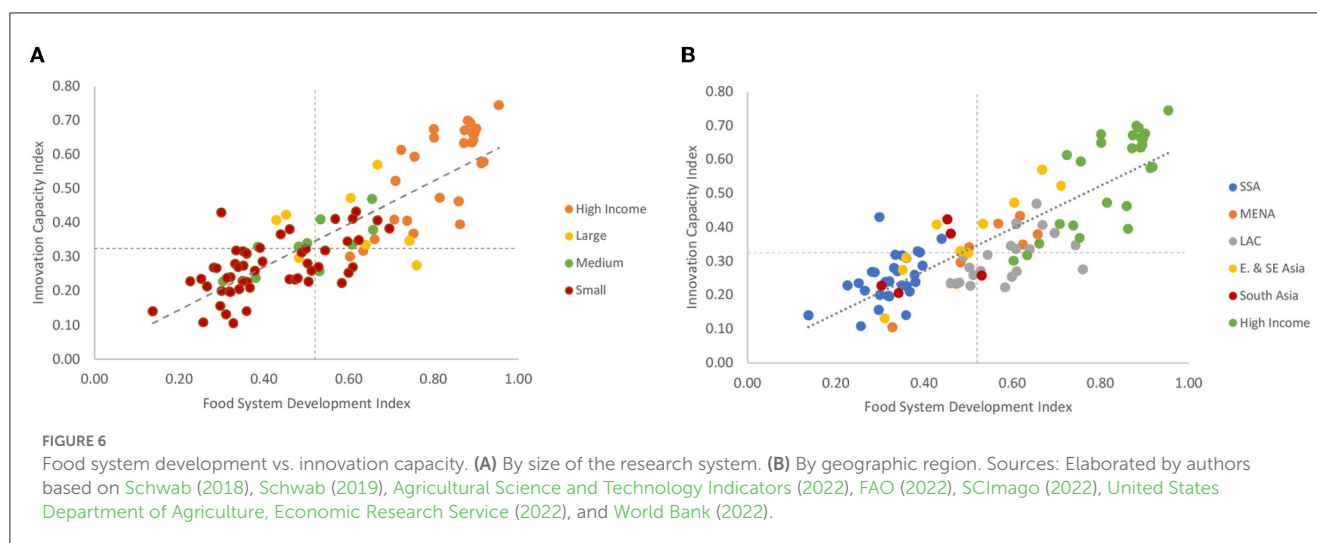 A
0.80
0.70
0.60
0.50
0.40
0.30
0.20
0.10
0.00
Innovation Capacity Index
0.00 0.20 0.40 0.60 0.80 1.00
Food System Development Index
High Income
Large
Medium
Small
B
0.80
0.70
0.60
0.50
0.40
0.30
0.20
0.10
0.00
Innovation Capacity Index
0.00 0.20 0.40 0.60 0.80 1.00
Food System Development Index
SSA
MENA
LAC
E. & SE Asia
South Asia
High Income
FIGURE 6
Food system development vs. innovation capacity. (A) By size of the research system. (B) By geographic region. Sources: Elaborated by authors
based on Schwab (2018), Schwab (2019), Agricultural Science and Technology Indicators (2022), FAO (2022), SCImago (2022), United States
Department of Agriculture, Economic Research Service (2022), and World Bank (2022).